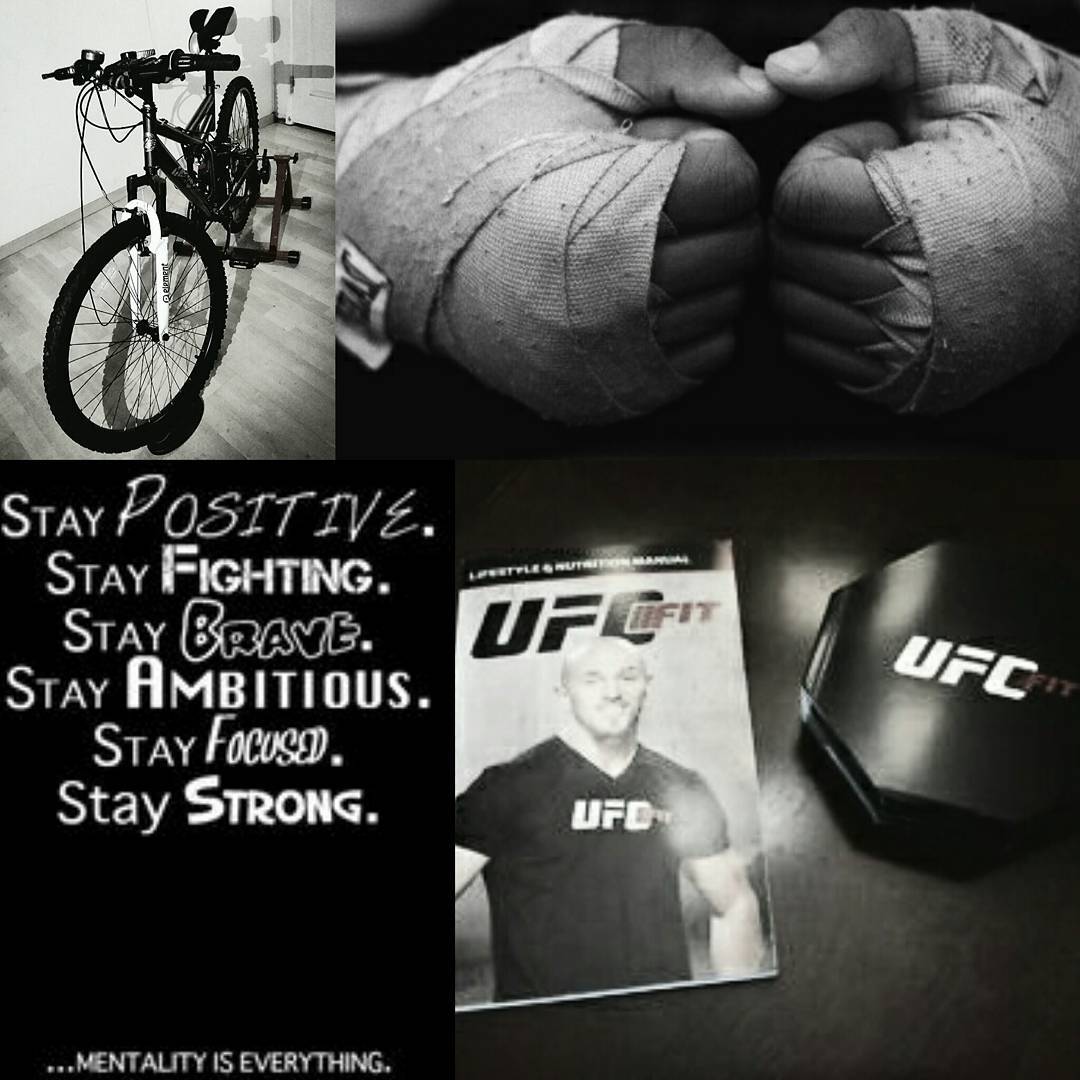 element
STAY POSITIVE.
STAY FIGHTING.
STAY BRAVE.
STAY AMBITIOUS.
STAY FOCUSED.
Stay STRONG.
...MENTALITY IS EVERYTHING.
LIFESTYLE & NUTRITION MANUAL
UFC FIT
UFC FIT
UFC